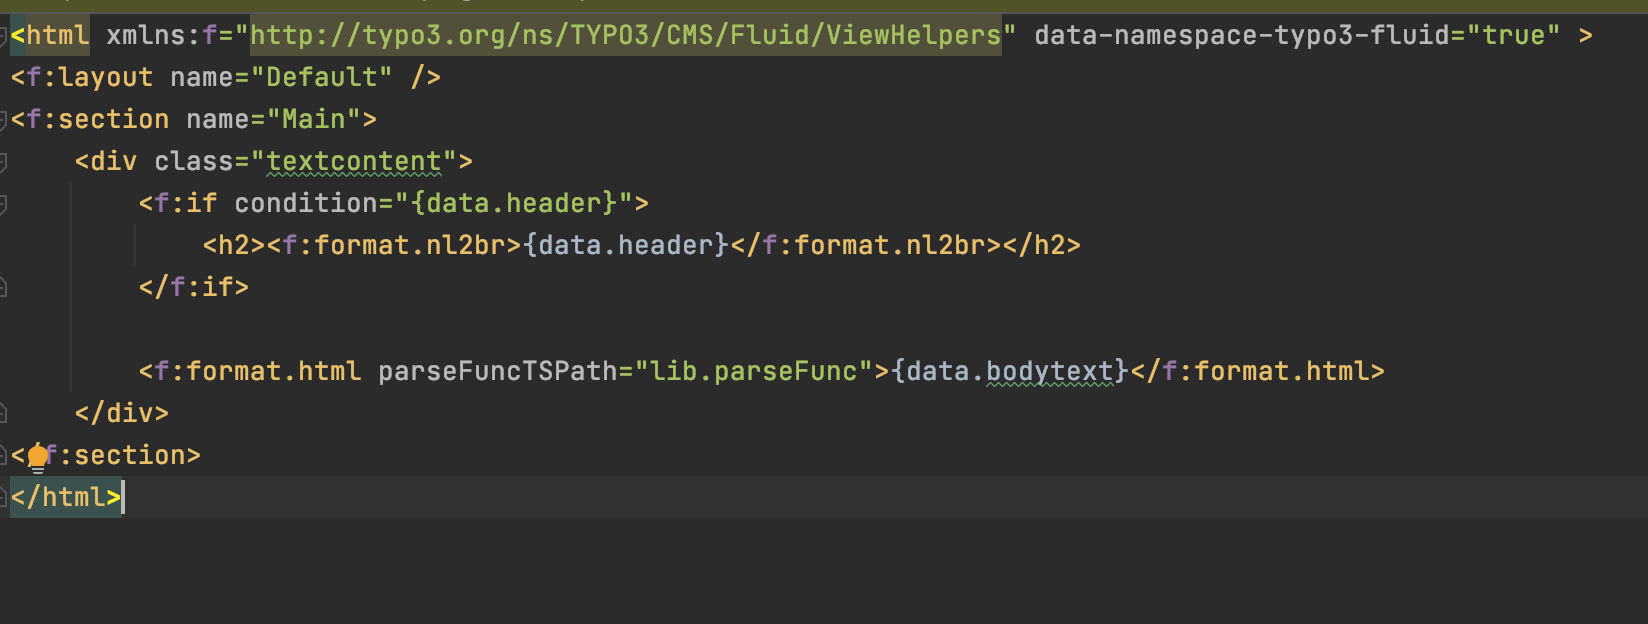 <html xmlns:f="http://typo3.org/ns/TYPO3/CMS/Fluid/ViewHelpers" data-namespace-typo3-fluid="true" >
<f:layout name="Default" />
<f:section name="Main">
    <div class="textcontent">
        <f:if condition="{data.header}">
            <h2><f:format.nl2br>{data.header}</f:format.nl2br></h2>
        </f:if>

        <f:format.html parseFuncTSPath="lib.parseFunc">{data.bodytext}</f:format.html>
    </div>
</f:section>
</html>